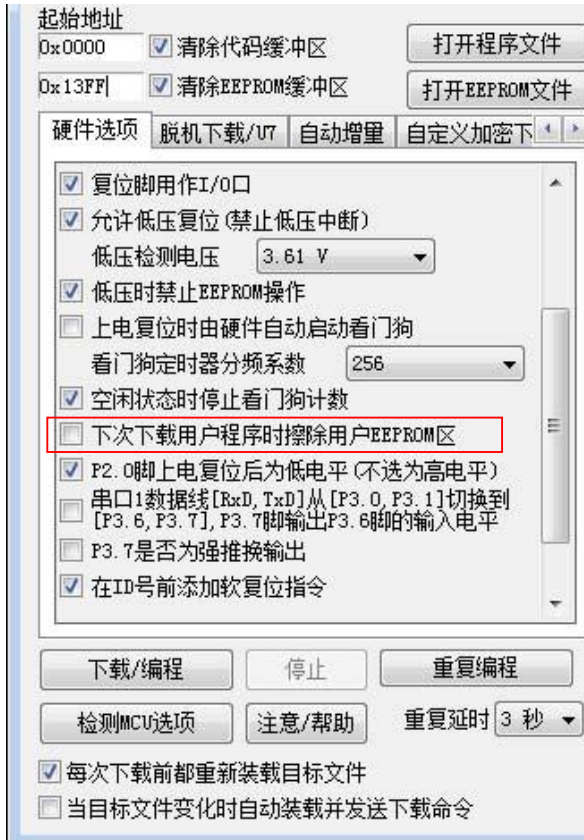 起始地址
0x0000 清除代码缓冲区 打开程序文件
0x13FF 清除EEPROM缓冲区 打开EEPROM文件
硬件选项 脱机下载/U7 自动增量 自定义加密下
复位脚用作I/O口
允许低压复位(禁止低压中断)
低压检测电压 3.61 V
低压时禁止EEPROM操作
上电复位时由硬件自动启动看门狗
看门狗定时器分频系数 256
空闲状态时停止看门狗计数
下次下载用户程序时擦除用户EEPROM区
P2.0脚上电复位后为低电平(不选为高电平)
串口1数据线[RxD,TxD]从[P3.0,P3.1]切换到
[P3.6,P3.7],P3.7脚输出P3.6脚的输入电平
P3.7是否为强推换输出
在ID号前添加软复位指令
下载/编程 停止 重复编程
检测MCU选项 注意/帮助 重复延时 3 秒
每次下载前都重新装载目标文件
当目标文件变化时自动装载并发送下载命令